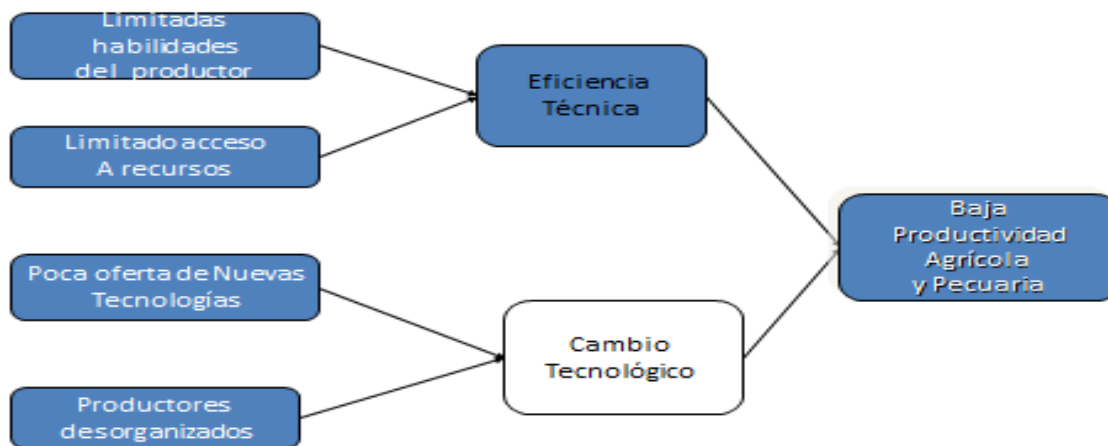 Limitadas
habilidades
del productor
Limitado acceso
A recursos
Poca oferta de Nuevas
Tecnologías
Productores
desorganizados
Eficiencia
Técnica
Cambio
Tecnológico
Baja
Productividad
Agrícola
y Pecuaria